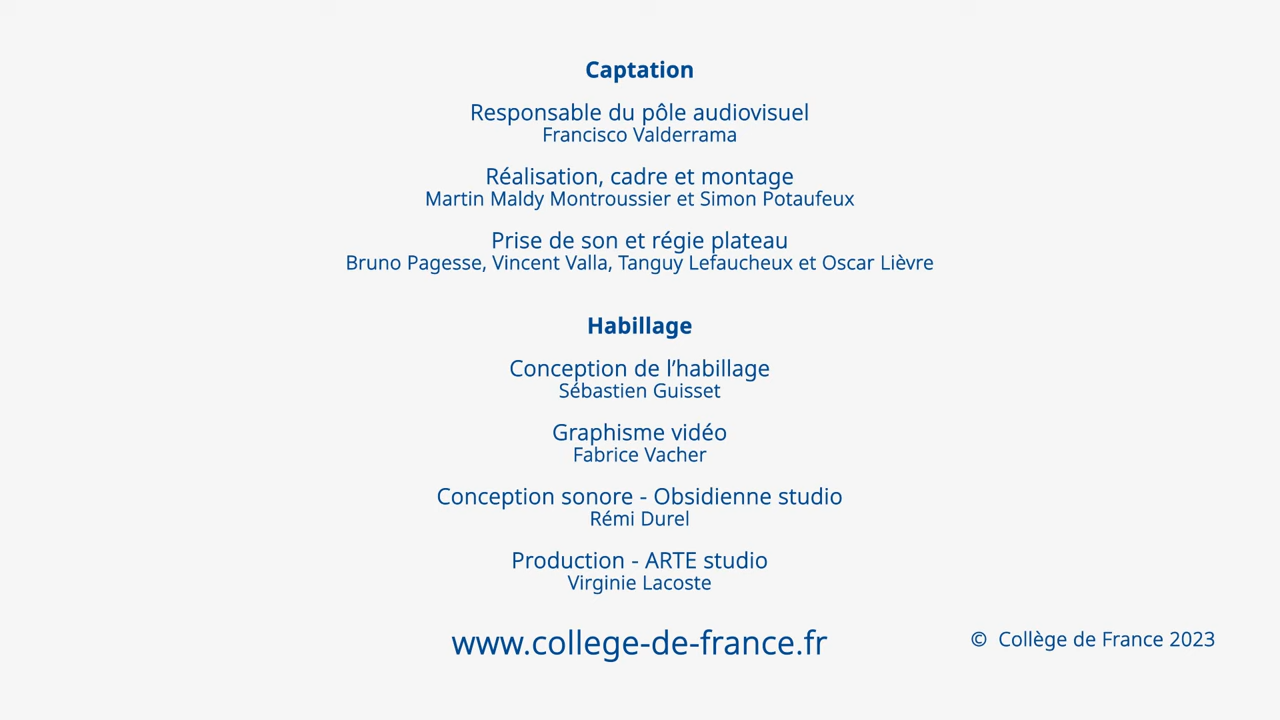 Captation
Responsable du pôle audiovisuel
Francisco Valderrama
Réalisation, cadre et montage
Martin Maldy Montroussier et Simon Potaufeux
Prise de son et régie plateau
Bruno Pagesse, Vincent Valla, Tanguy Lefaucheux et Oscar Lièvre
Habillage
Conception de l’habillage
Sébastien Guisset
Graphisme vidéo
Fabrice Vacher
Conception sonore - Obsidienne studio
Rémi Durel
Production - ARTE studio
Virginie Lacoste
www.college-de-france.fr
© Collège de France 2023